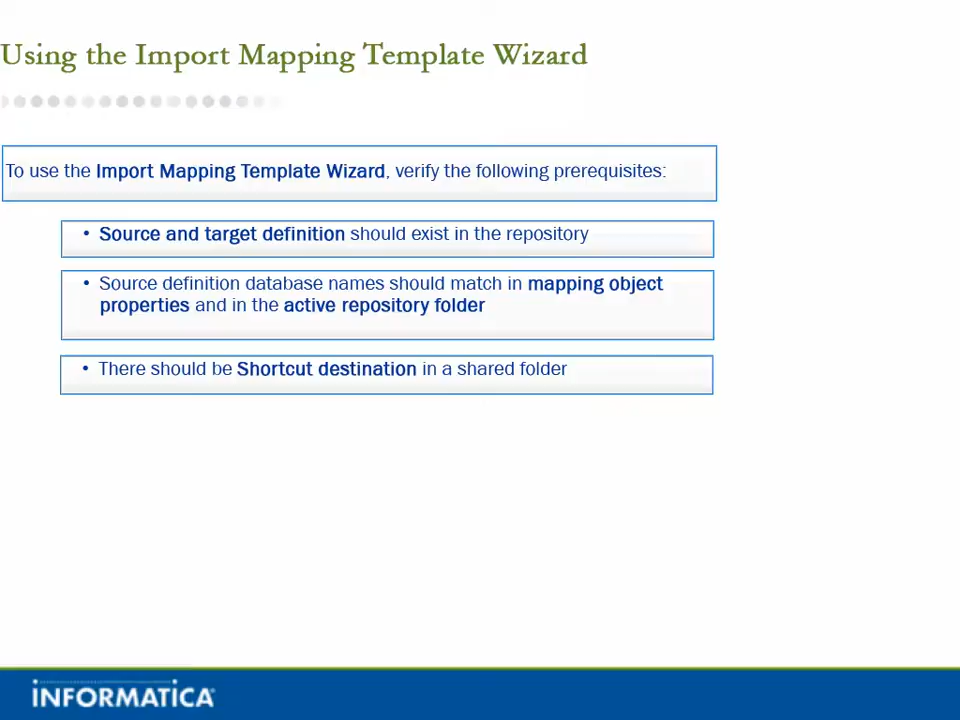 Using the Import Mapping Template Wizard
To use the Import Mapping Template Wizard, verify the following prerequisites:
• Source and target definition should exist in the repository
• Source definition database names should match in mapping object
properties and in the active repository folder
• There should be Shortcut destination in a shared folder
INFORMATICA